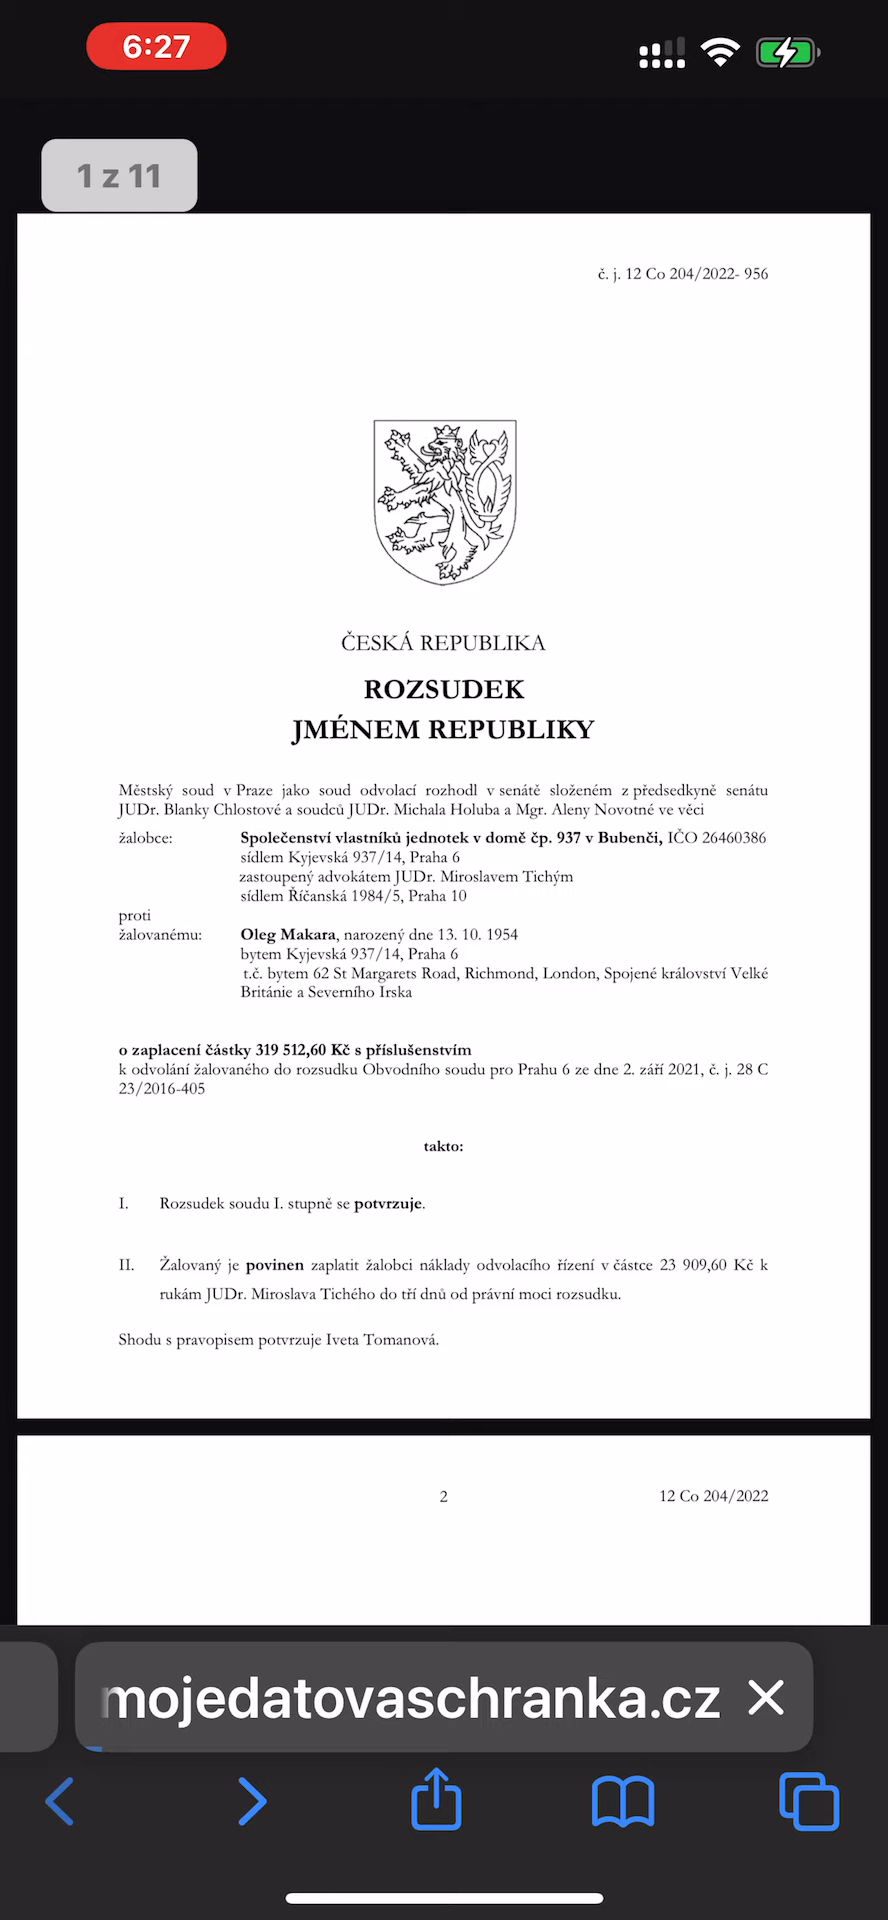 6:27
1 z 11
č. j. 12 Co 204/2022- 956
ČESKÁ REPUBLIKA
ROZSUDEK
JMÉNEM REPUBLIKY
Městský soud v Praze jako soud odvolací rozhodl v senátě složeném z předsedkyně senátu
JUDr. Blanky Chlostové a soudců JUDr. Michala Holuba a Mgr. Aleny Novotné ve věci
žalobce: Společenství vlastníků jednotek v domě čp. 937 v Bubenči, IČO 26460386
sídlem Kyjevská 937/14, Praha 6
zastoupený advokátem JUDr. Miroslavem Tichým
sídlem Říčanská 1984/5, Praha 10
proti
žalovanému: Oleg Makara, narozený dne 13. 10. 1954
bytem Kyjevská 937/14, Praha 6
t.č. bytem 62 St Margarets Road, Richmond, London, Spojené království Velké
Británie a Severního Irska
o zaplacení částky 319 512,60 Kč s příslušenstvím
k odvolání žalovaného do rozsudku Obvodního soudu pro Prahu 6 ze dne 2. září 2021, č. j. 28 C
23/2016-405
takto:
I. Rozsudek soudu I. stupně se potvrzuje.
II. Žalovaný je povinen zaplatit žalobci náklady odvolacího řízení v částce 23 909,60 Kč k
rukám JUDr. Miroslava Tichého do tří dnů od právní moci rozsudku.
Shodu s pravopisem potvrzuje Iveta Tomanová.
2 12 Co 204/2022
mojedatovaschranka.cz